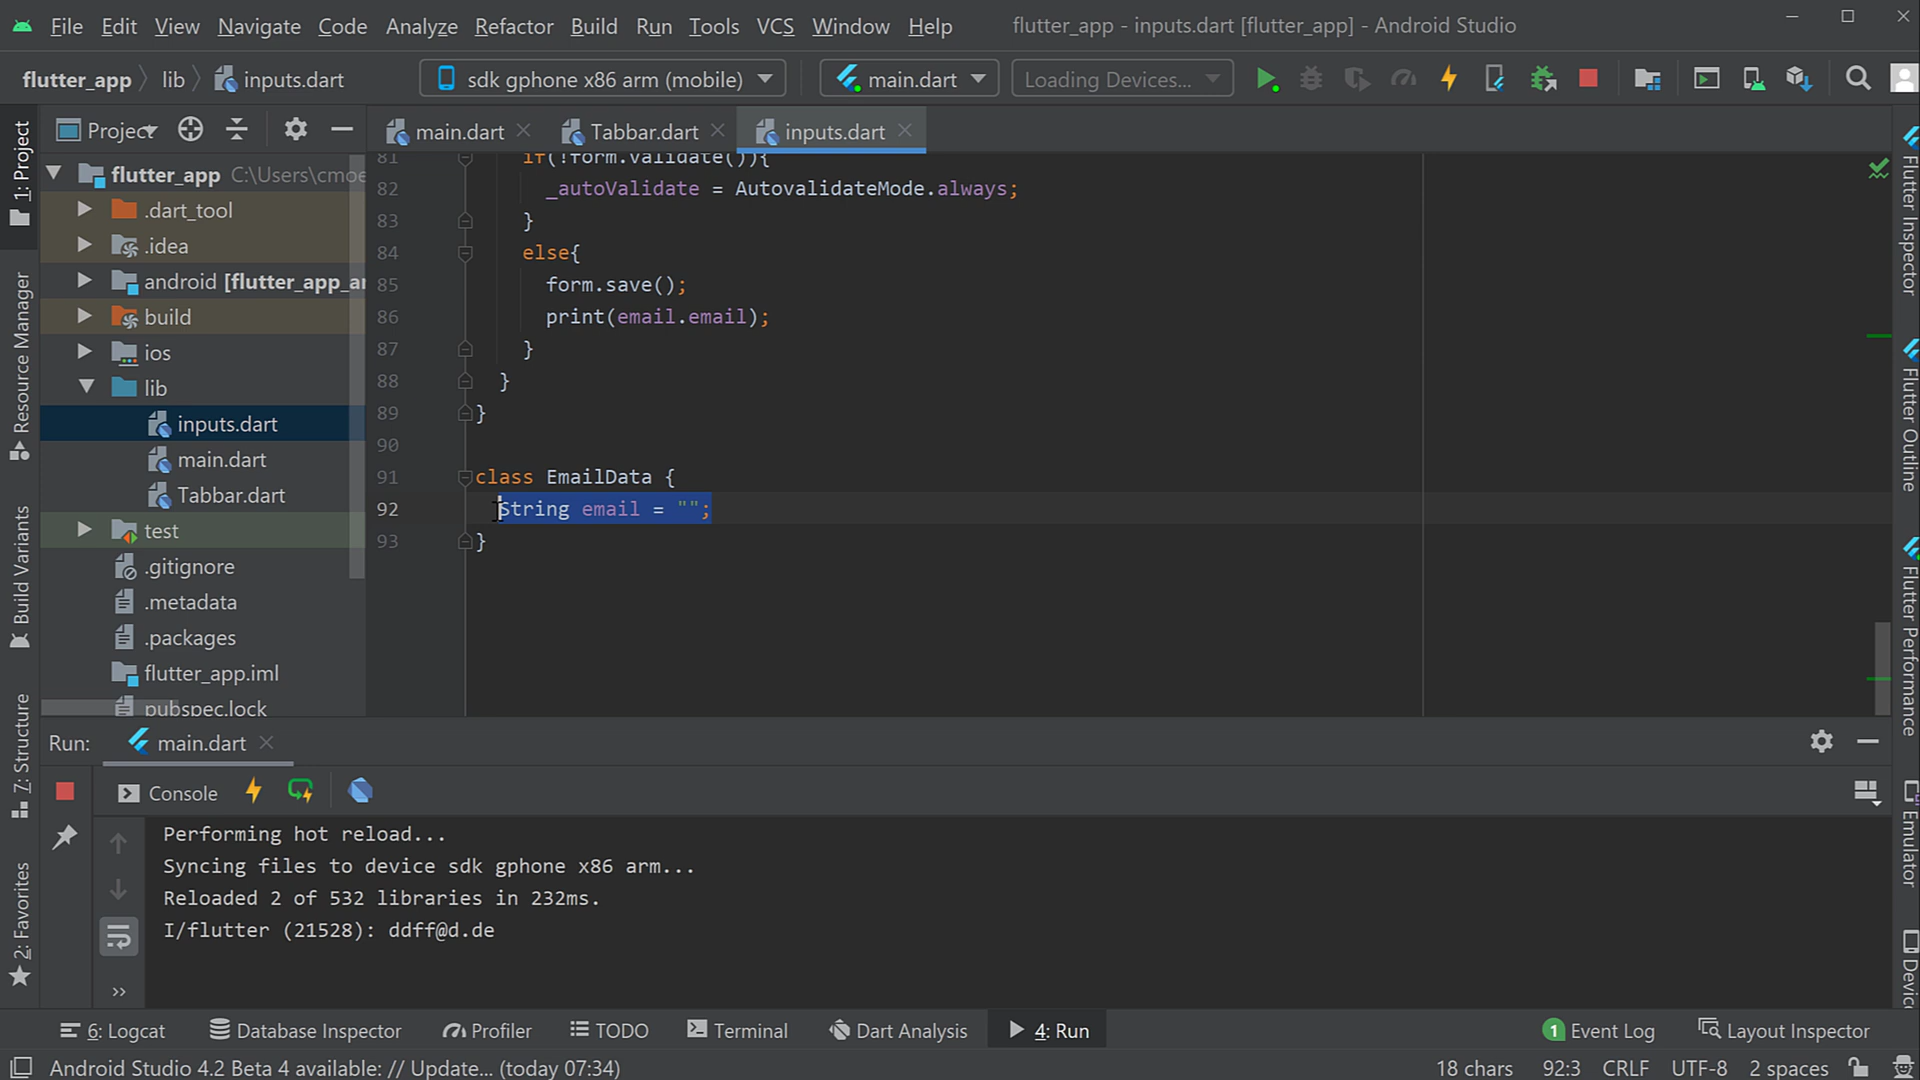 File Edit View Navigate Code Analyze Refactor Build Run Tools VCS Window Help flutter_app - inputs.dart [flutter_app] - Android Studio
flutter_app lib inputs.dart sdk gphone x86 arm (mobile) main.dart Loading Devices...
Project main.dart Tabbar.dart inputs.dart
1: Project
Resource Manager
Build Variants
7: Structure
2: Favorites
flutter_app C:\Users\cmoe
.dart_tool
.idea
android [flutter_app_a
build
ios
lib
inputs.dart
main.dart
Tabbar.dart
test
.gitignore
.metadata
.packages
flutter_app.iml
pubspec.lock
81 if(!form.validate()){
82 _autoValidate = AutovalidateMode.always;
83 }
84 else{
85 form.save();
86 print(email.email);
87 }
88 }
89 }
90
91 class EmailData {
92 String email = "";
93 }
Flutter Inspector
Flutter Outline
Flutter Performance
Emulator
Run: main.dart
Console
Performing hot reload...
Syncing files to device sdk gphone x86 arm...
Reloaded 2 of 532 libraries in 232ms.
I/flutter (21528): ddff@d.de
6: Logcat Database Inspector Profiler TODO Terminal Dart Analysis 4: Run 1 Event Log Layout Inspector
Android Studio 4.2 Beta 4 available: // Update... (today 07:34) 18 chars 92:3 CRLF UTF-8 2 spaces